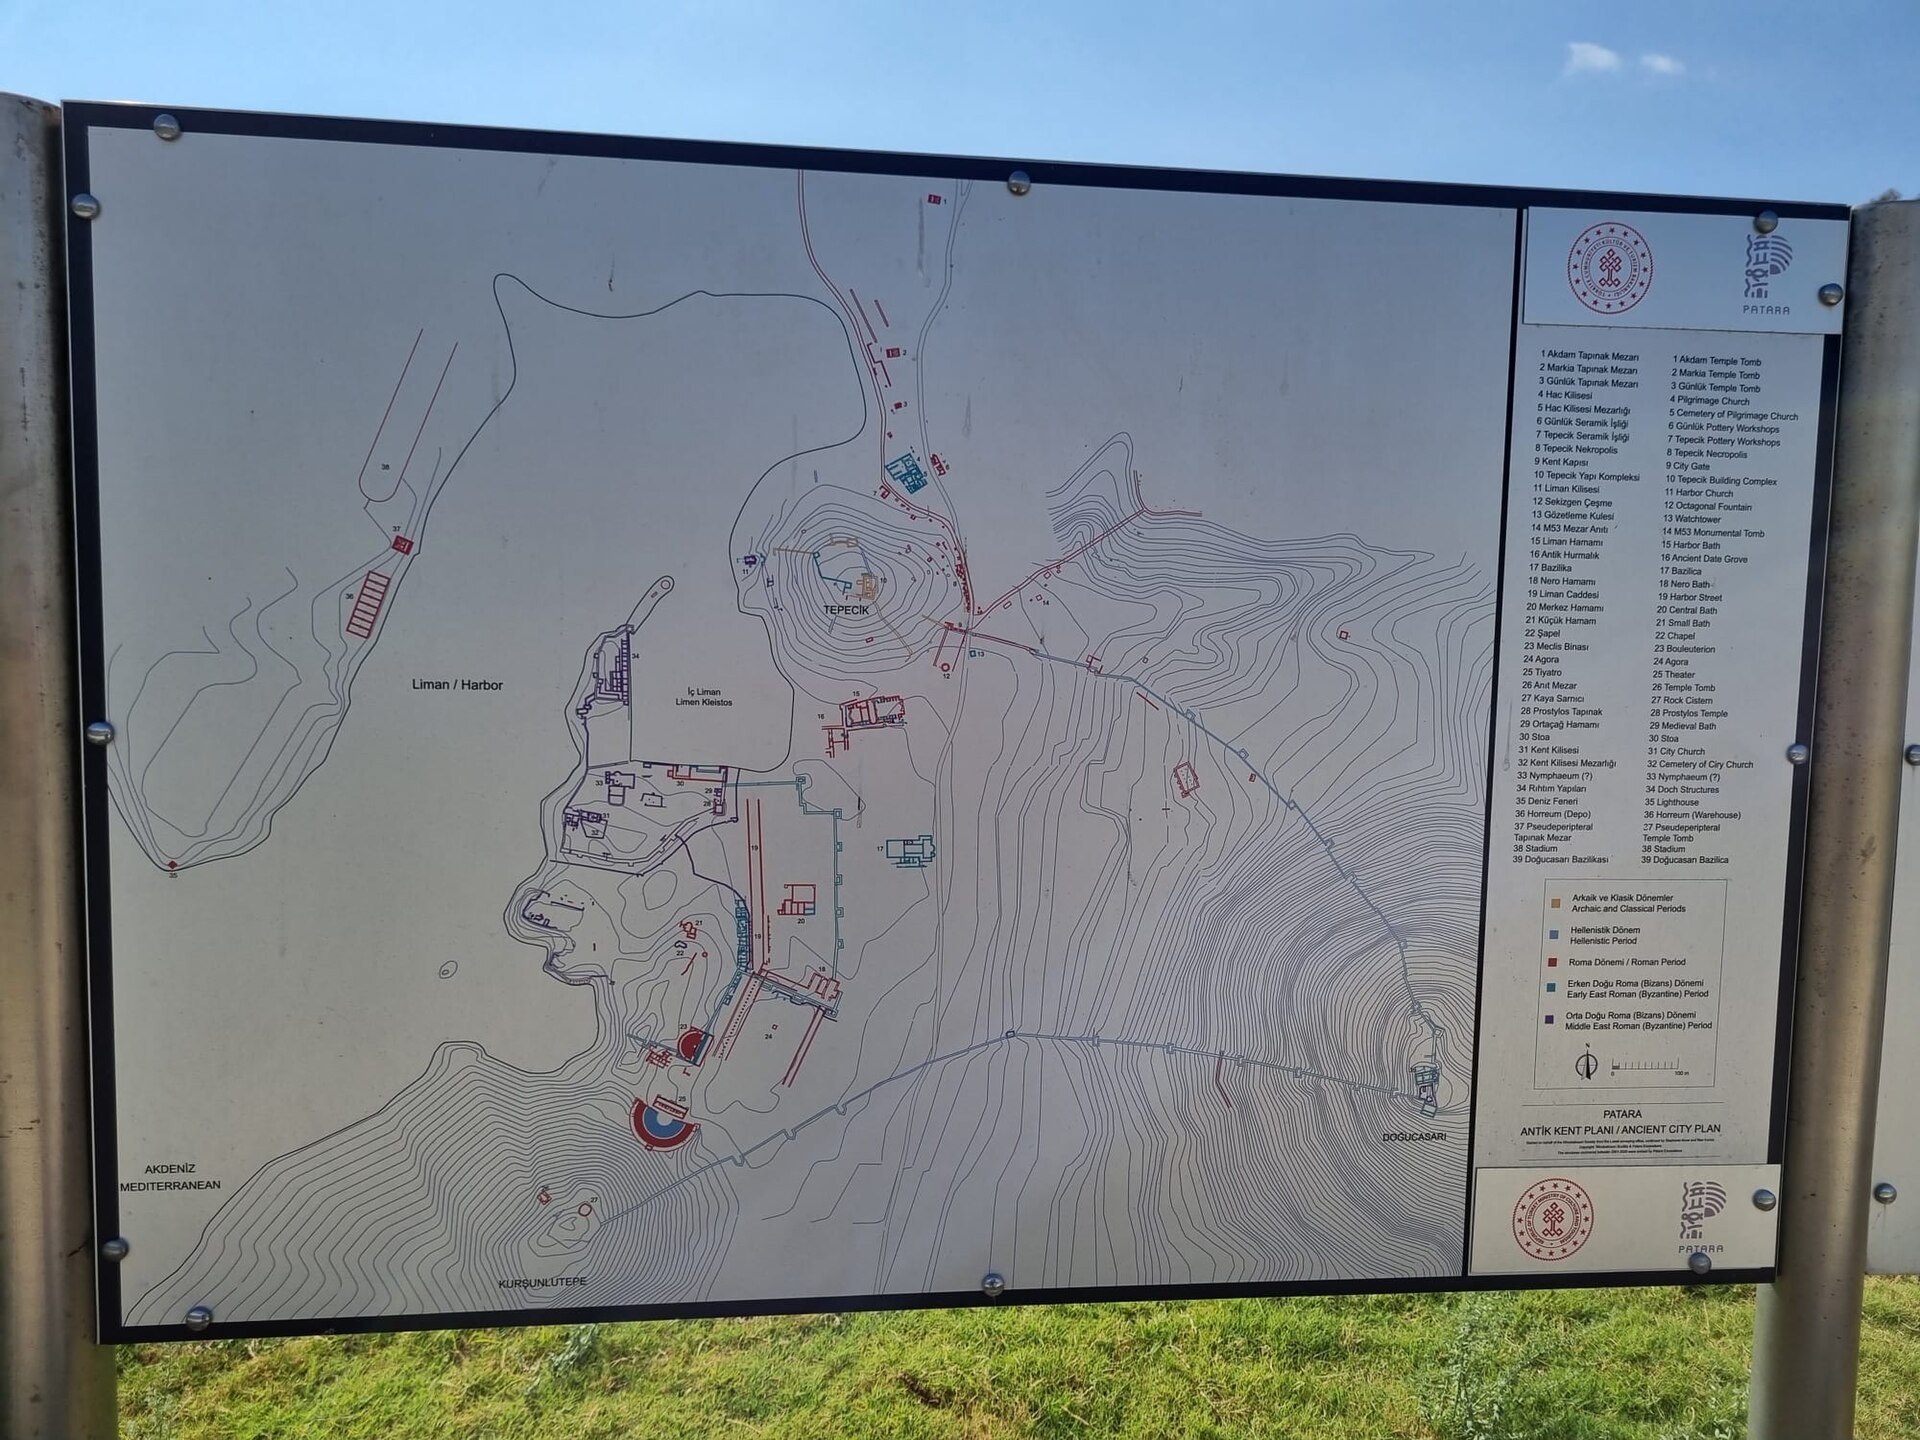 Liman / Harbor
İç Liman
Limen Kleistos
TEPECİK
AKDENİZ
MEDITERRANEAN
KURŞUNLUTEPE
DOĞUCASARI
PATARA
1 Akdam Tapınak Mezarı
2 Markia Tapınak Mezarı
3 Günlük Tapınak Mezarı
4 Hac Kilisesi
5 Hac Kilisesi Mezarlığı
6 Günlük Seramik İşliği
7 Tepecik Seramik İşliği
8 Tepecik Nekropolis
9 Kent Kapısı
10 Tepecik Yapı Kompleksi
11 Liman Kilisesi
12 Sekizgen Çeşme
13 Gözetleme Kulesi
14 M53 Mezar Anıtı
15 Liman Hamamı
16 Antik Hurmalık
17 Bazilika
18 Nero Hamamı
19 Liman Caddesi
20 Merkez Hamamı
21 Küçük Hamam
22 Şapel
23 Meclis Binası
24 Agora
25 Tiyatro
26 Anıt Mezar
27 Kaya Sarnıcı
28 Prostylos Tapınak
29 Ortaçağ Hamamı
30 Stoa
31 Kent Kilisesi
32 Kent Kilisesi Mezarlığı
33 Nymphaeum (?)
34 Rıhtım Yapıları
35 Deniz Feneri
36 Horreum (Depo)
37 Pseudeperipteral
Tapınak Mezar
38 Stadium
39 Doğucasarı Bazilikası
1 Akdam Temple Tomb
2 Markia Temple Tomb
3 Günlük Temple Tomb
4 Pilgrimage Church
5 Cemetery of Pilgrimage Church
6 Günlük Pottery Workshops
7 Tepecik Pottery Workshops
8 Tepecik Necropolis
9 City Gate
10 Tepecik Building Complex
11 Harbor Church
12 Octagonal Fountain
13 Watchtower
14 M53 Monumental Tomb
15 Harbor Bath
16 Ancient Date Grove
17 Bazilica
18 Nero Bath
19 Harbor Street
20 Central Bath
21 Small Bath
22 Chapel
23 Bouleuterion
24 Agora
25 Theater
26 Temple Tomb
27 Rock Cistern
28 Prostylos Temple
29 Medieval Bath
30 Stoa
31 City Church
32 Cemetery of Ciry Church
33 Nymphaeum (?)
34 Doch Structures
35 Lighthouse
36 Horreum (Warehouse)
37 Pseudeperipteral
Temple Tomb
38 Stadium
39 Doğucasarı Bazilica
Arkaik ve Klasik Dönemler
Archaic and Classical Periods
Hellenistik Dönem
Hellenistic Period
Roma Dönemi / Roman Period
Erken Doğu Roma (Bizans) Dönemi
Early East Roman (Byzantine) Period
Orta Doğu Roma (Bizans) Dönemi
Middle East Roman (Byzantine) Period
N
0 100 m
PATARA
ANTİK KENT PLANI / ANCIENT CITY PLAN
PATARA